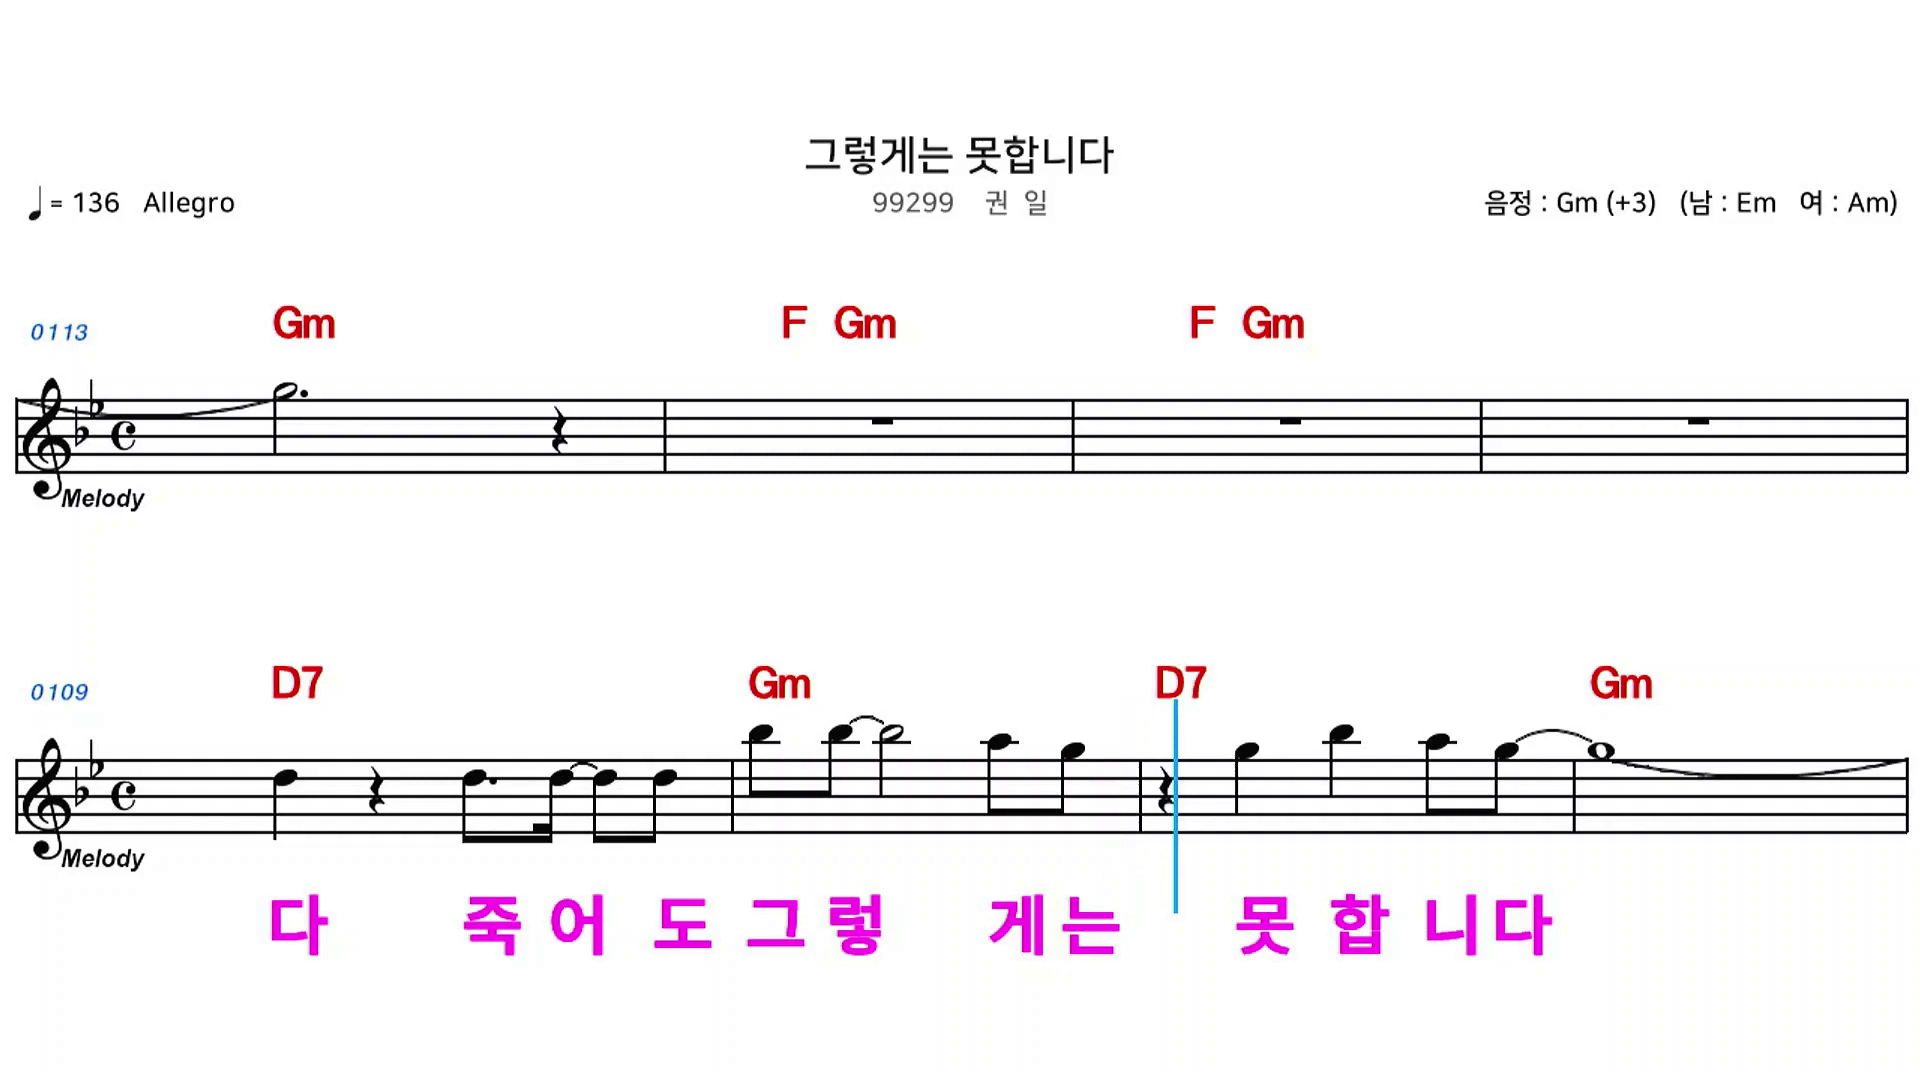 그렇게는 못합니다
♩= 136 Allegro
99299 권 일
음정 : Gm (+3) (남 : Em 여 : Am)
0113 Gm F Gm F Gm
Melody
0109 D7 Gm D7 Gm
Melody
다 죽어도그렇 게는 못합니다